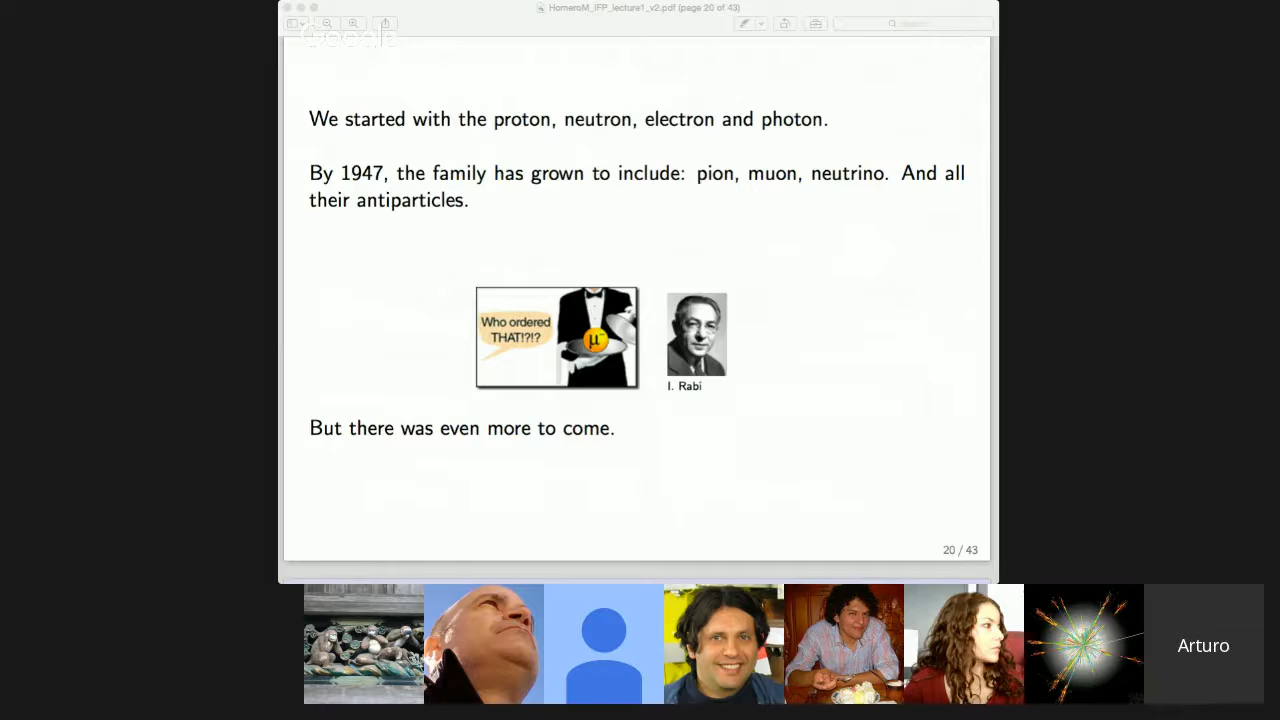 HomeroM_IFP_lecture1_v2.pdf (page 20 of 43)
Search
Google
We started with the proton, neutron, electron and photon.
By 1947, the family has grown to include: pion, muon, neutrino. And all
their antiparticles.
Who ordered
THAT!?!?
μ⁻
I. Rabi
But there was even more to come.
20 / 43
Arturo